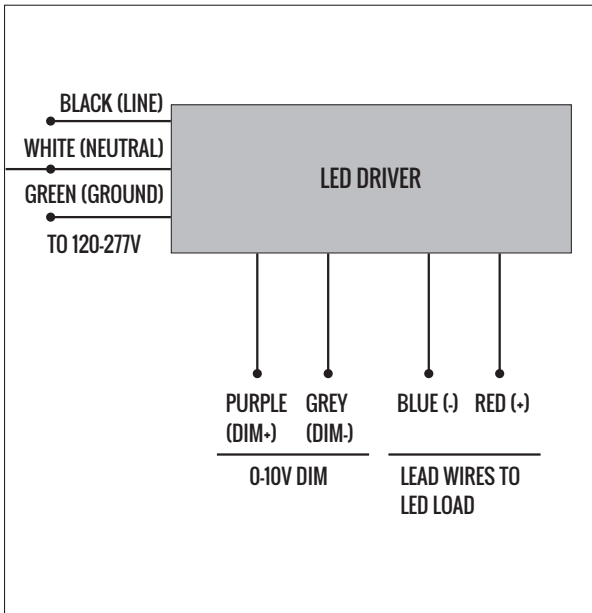 BLACK (LINE)
WHITE (NEUTRAL)
GREEN (GROUND)
TO 120-277V
LED DRIVER
PURPLE
(DIM+)
GREY
(DIM-)
0-10V DIM
BLUE (-)
RED (+)
LEAD WIRES TO
LED LOAD